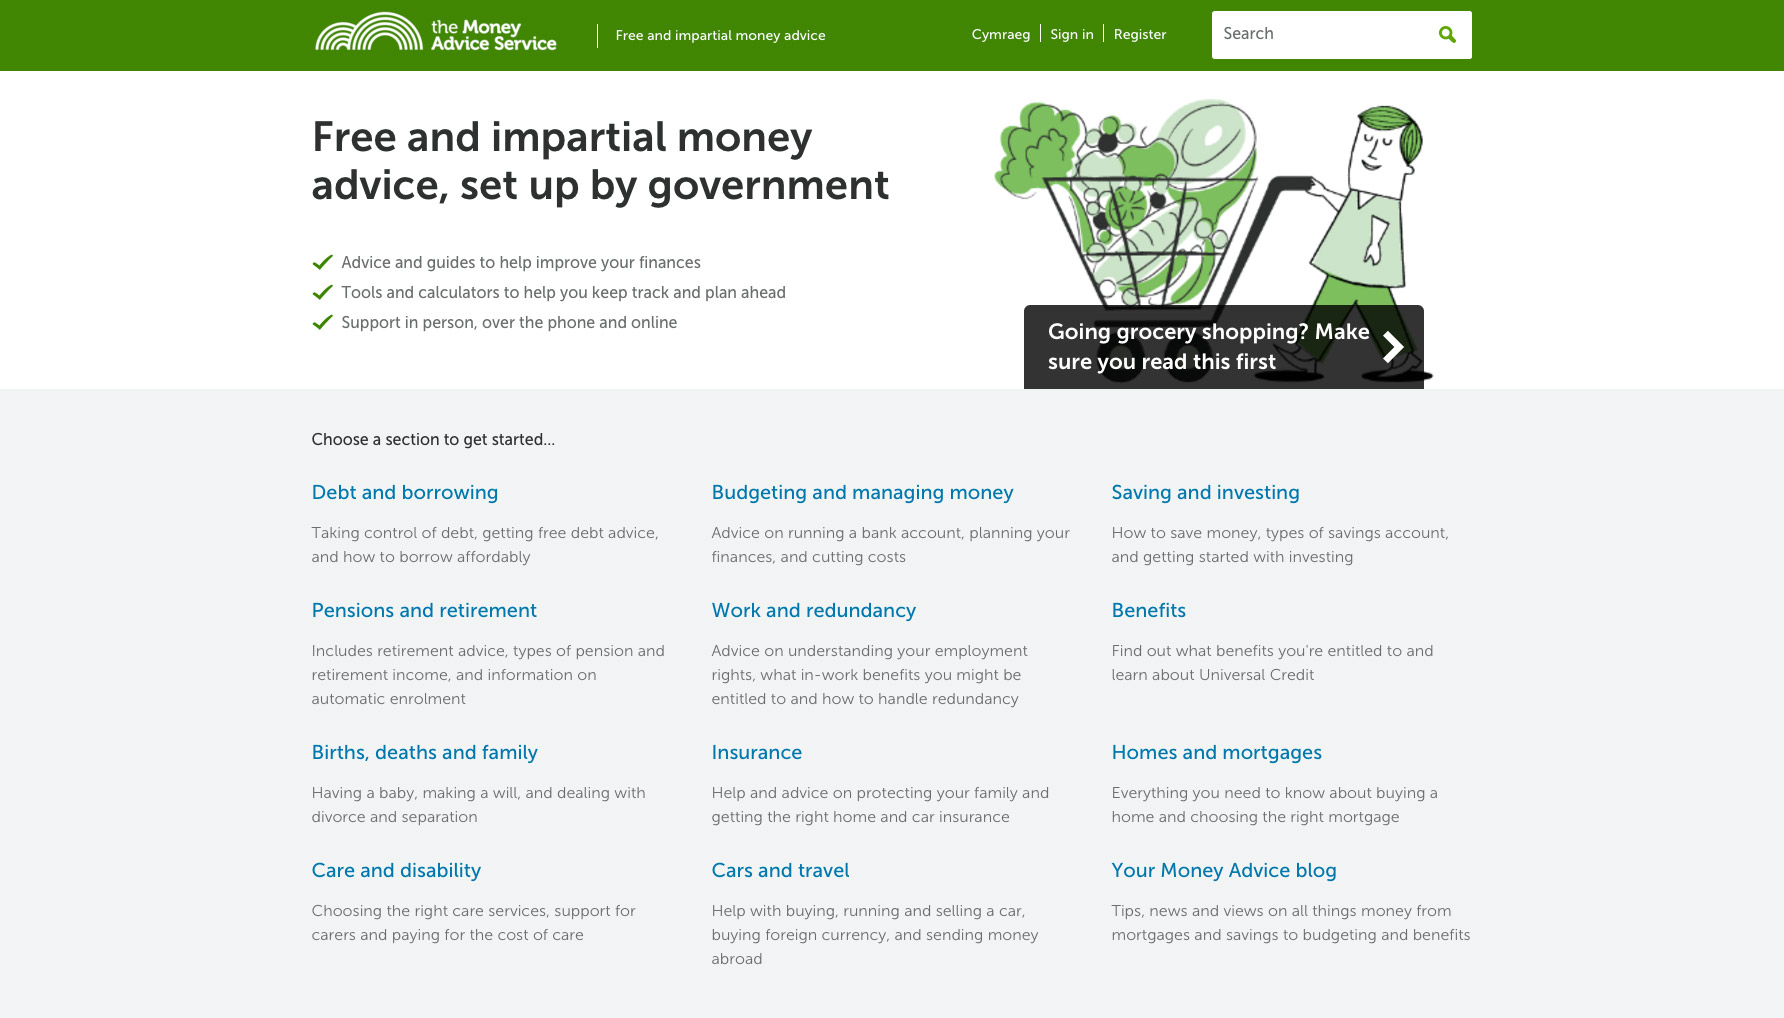 the Money
Advice Service
Free and impartial money advice
Cymraeg
Sign in
Register
Search
Free and impartial money
advice, set up by government
Advice and guides to help improve your finances
Tools and calculators to help you keep track and plan ahead
Support in person, over the phone and online
Going grocery shopping? Make
sure you read this first
Choose a section to get started...
Debt and borrowing
Taking control of debt, getting free debt advice,
and how to borrow affordably
Budgeting and managing money
Advice on running a bank account, planning your
finances, and cutting costs
Saving and investing
How to save money, types of savings account,
and getting started with investing
Pensions and retirement
Includes retirement advice, types of pension and
retirement income, and information on
automatic enrolment
Work and redundancy
Advice on understanding your employment
rights, what in-work benefits you might be
entitled to and how to handle redundancy
Benefits
Find out what benefits you're entitled to and
learn about Universal Credit
Births, deaths and family
Having a baby, making a will, and dealing with
divorce and separation
Insurance
Help and advice on protecting your family and
getting the right home and car insurance
Homes and mortgages
Everything you need to know about buying a
home and choosing the right mortgage
Care and disability
Choosing the right care services, support for
carers and paying for the cost of care
Cars and travel
Help with buying, running and selling a car,
buying foreign currency, and sending money
abroad
Your Money Advice blog
Tips, news and views on all things money from
mortgages and savings to budgeting and benefits